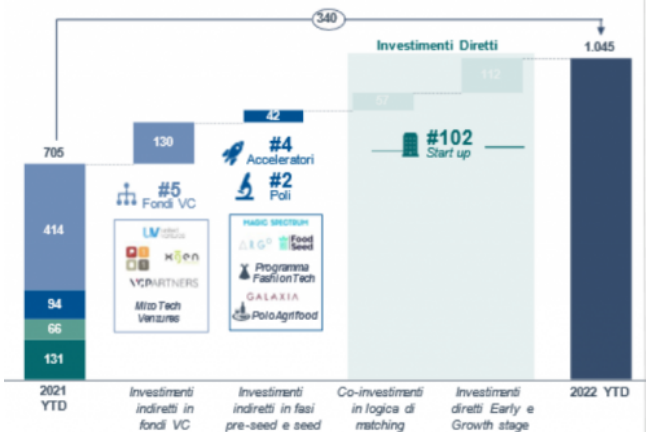 340
Investimenti Diretti
705
1.045
130
42
57
112
#4
Acceleratori
#2
Poli
#102
Start up
#5
Fondi VC
414
94
66
131
UV
xyen
VGPARTNERS
Mito Tech
Ventures
MAGIC SPECTRUM
Food
Seed
Programma
FashionTech
GALAXIA
PoloAgrifood
2021
YTD
Investimenti
indiretti in
fondi VC
Investimenti
indiretti in fasi
pre-seed e seed
Co-investimenti
in logica di
matching
Investimenti
diretti Early e
Growth stage
2022 YTD